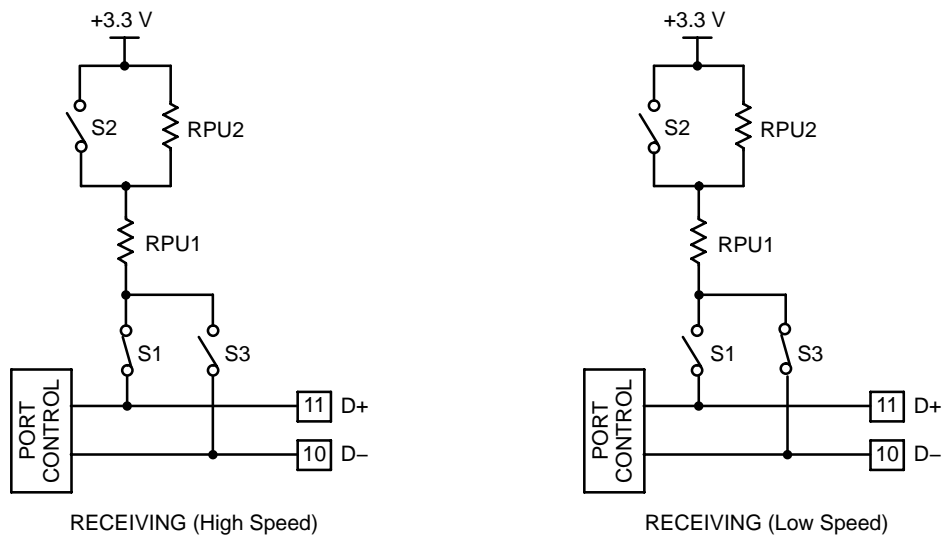 +3.3 V
S2
RPU2
RPU1
S1
S3
PORT
CONTROL
11 D+
10 D–
RECEIVING (High Speed)
+3.3 V
S2
RPU2
RPU1
S1
S3
PORT
CONTROL
11 D+
10 D–
RECEIVING (Low Speed)